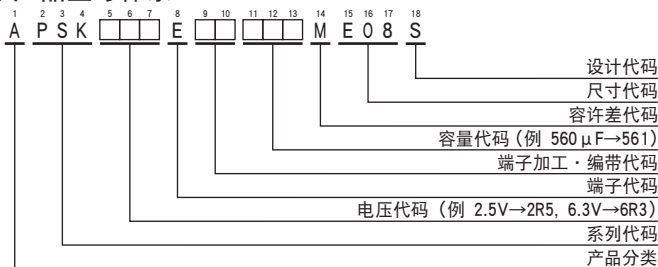 1 2 3 4 5 6 7 8 9 10 11 12 13 14 15 16 17 18
A P S K E M E 0 8 S
设计代码
尺寸代码
容许差代码
容量代码（例 560μF→561）
端子加工・编带代码
端子代码
电压代码（例 2.5V→2R5, 6.3V→6R3）
系列代码
产品分类